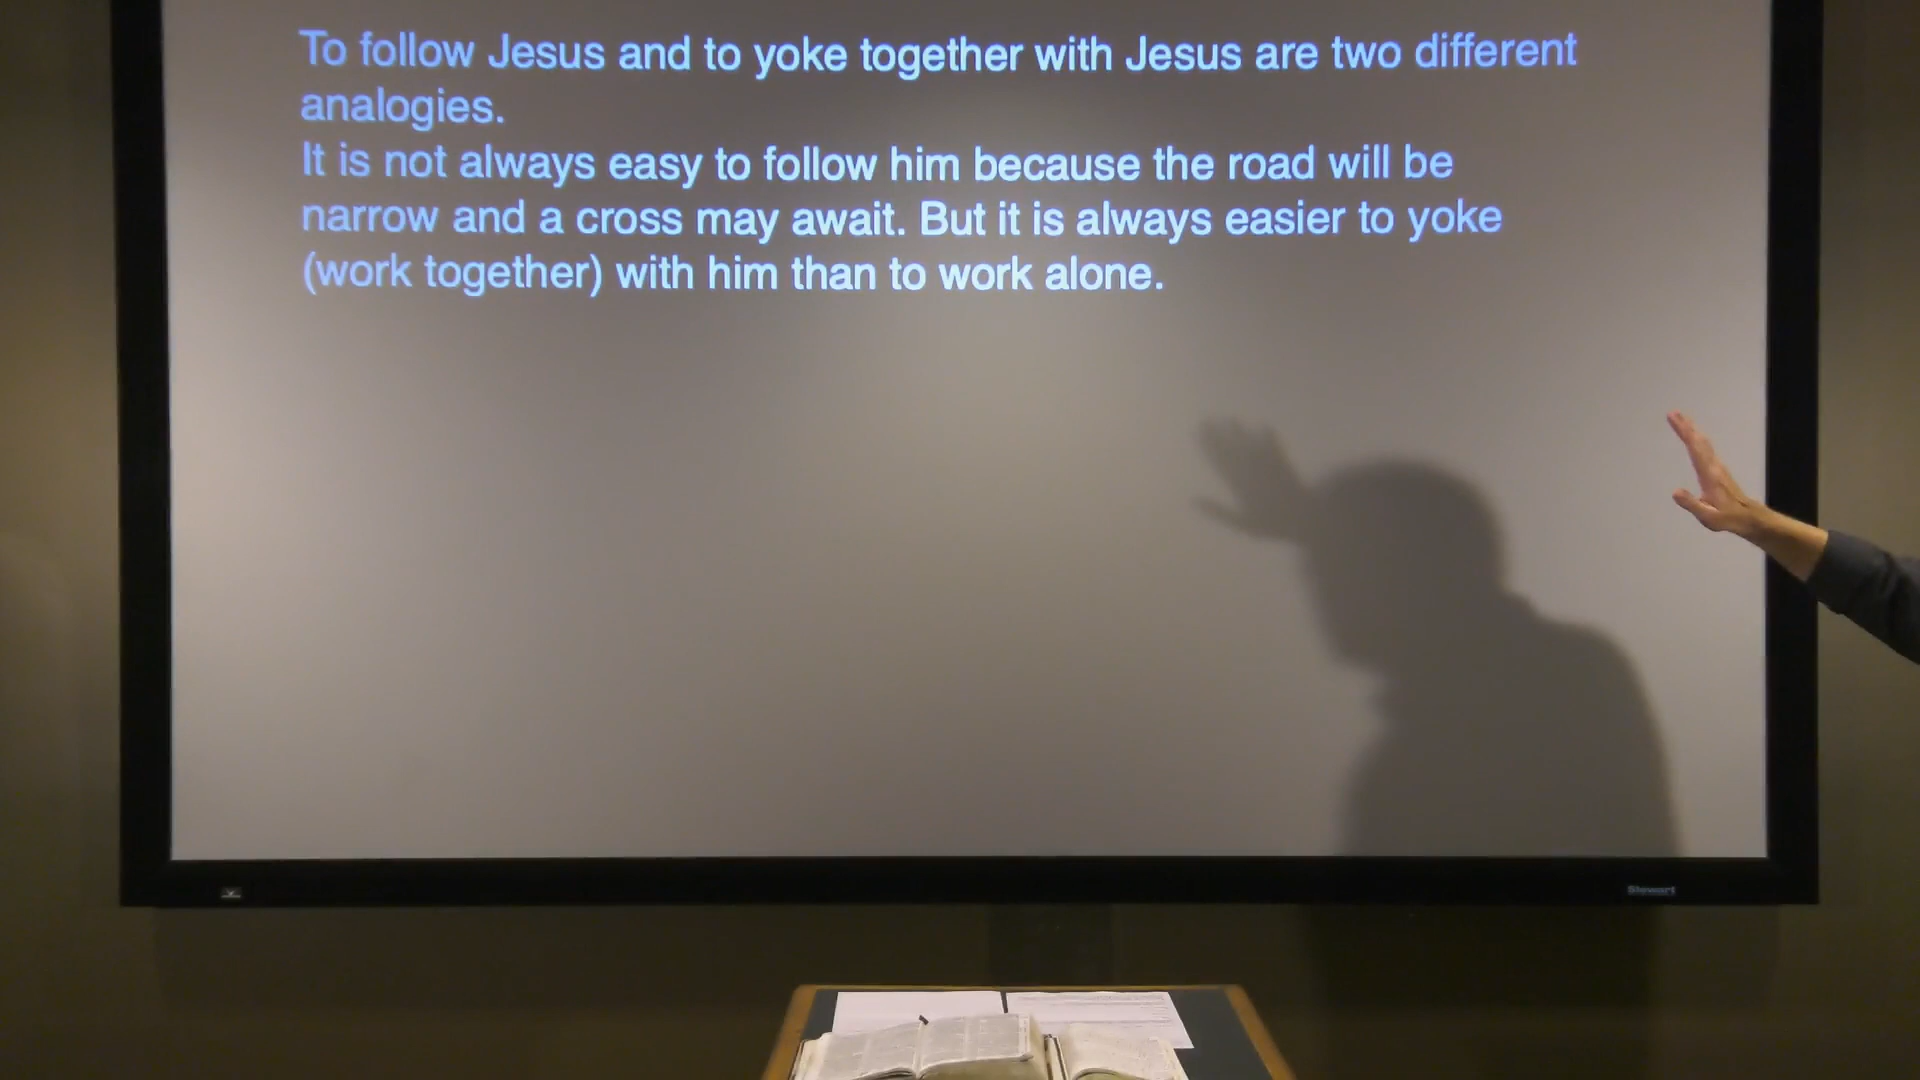 To follow Jesus and to yoke together with Jesus are two different
analogies.
It is not always easy to follow him because the road will be
narrow and a cross may await. But it is always easier to yoke
(work together) with him than to work alone.
Stewart